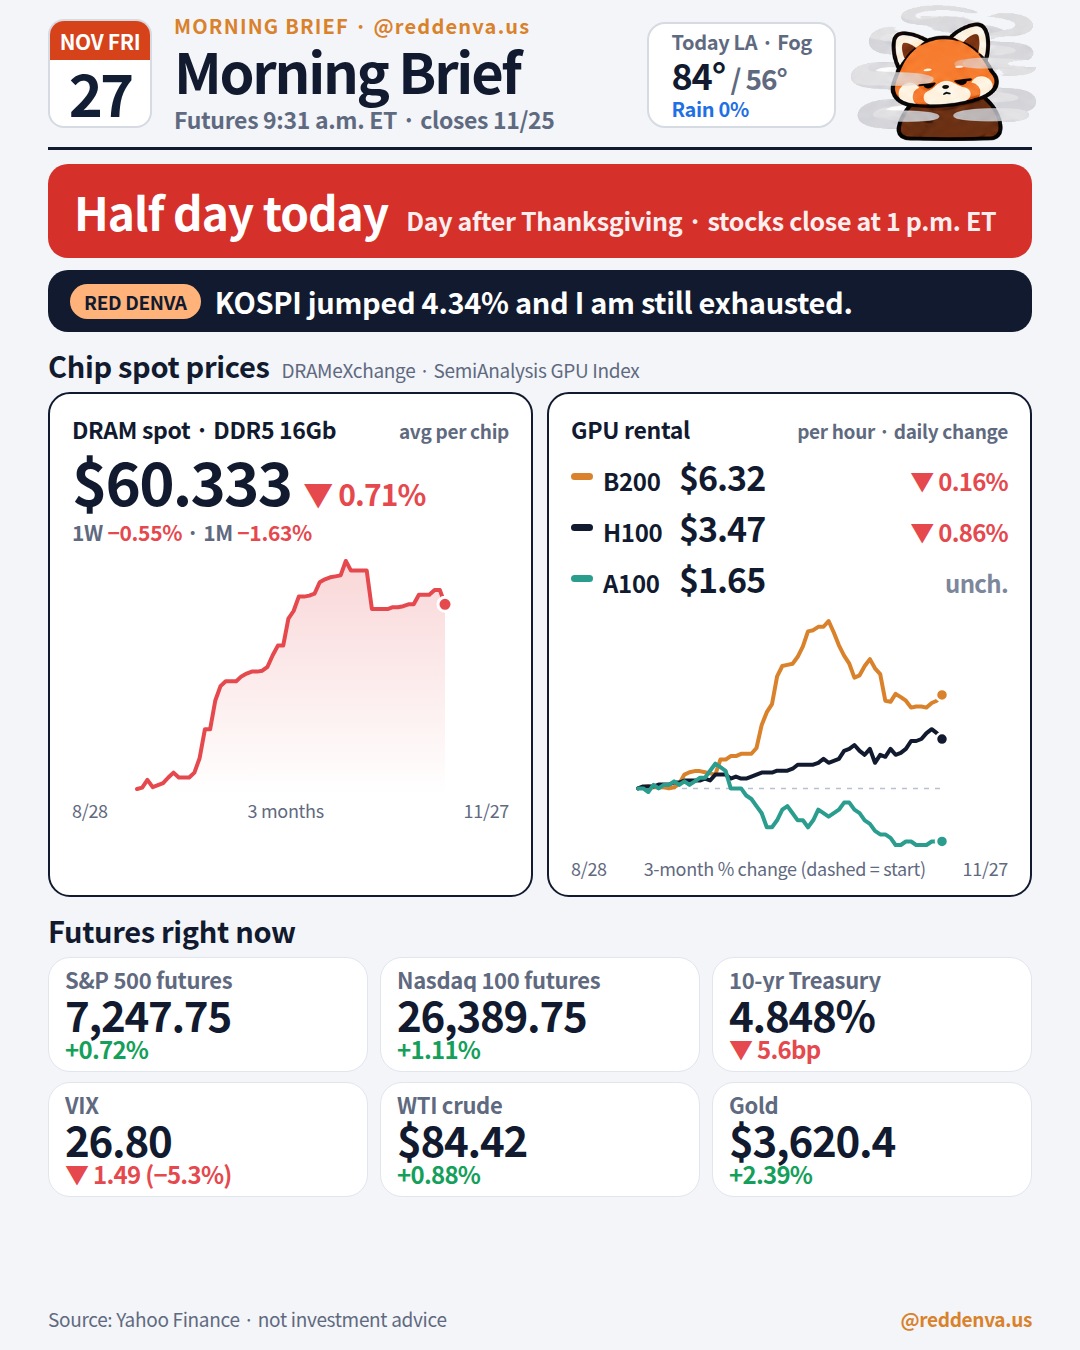 NOV FRI
27
MORNING BRIEF · @reddenva.us
Morning Brief
Futures 9:31 a.m. ET · closes 11/25
Today LA · Fog
84° / 56°
Rain 0%
Half day today Day after Thanksgiving · stocks close at 1 p.m. ET
RED DENVA KOSPI jumped 4.34% and I am still exhausted.
Chip spot prices DRAMeXchange · SemiAnalysis GPU Index
DRAM spot · DDR5 16Gb avg per chip
$60.333 ▼ 0.71%
1W −0.55% · 1M −1.63%
8/28 3 months 11/27
GPU rental per hour · daily change
B200 $6.32 ▼ 0.16%
H100 $3.47 ▼ 0.86%
A100 $1.65 unch.
8/28 3-month % change (dashed = start) 11/27
Futures right now
S&P 500 futures
7,247.75
+0.72%
Nasdaq 100 futures
26,389.75
+1.11%
10-yr Treasury
4.848%
▼ 5.6bp
VIX
26.80
▼ 1.49 (−5.3%)
WTI crude
$84.42
+0.88%
Gold
$3,620.4
+2.39%
Source: Yahoo Finance · not investment advice
@reddenva.us